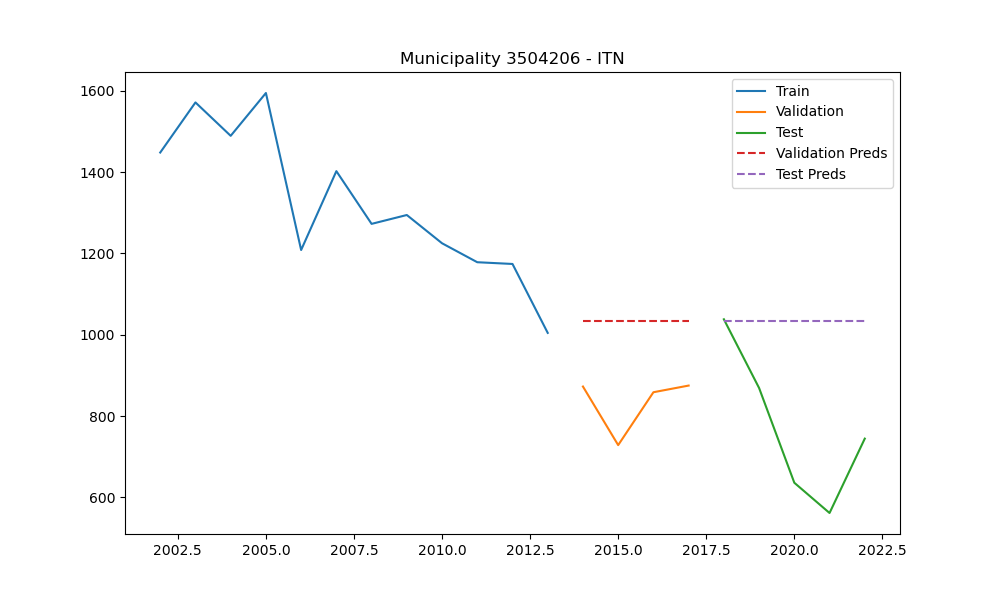 Municipality 3504206 - ITN
1600
1400
1200
1000
800
600
Train
Validation
Test
Validation Preds
Test Preds
2002.5 2005.0 2007.5 2010.0 2012.5 2015.0 2017.5 2020.0 2022.5